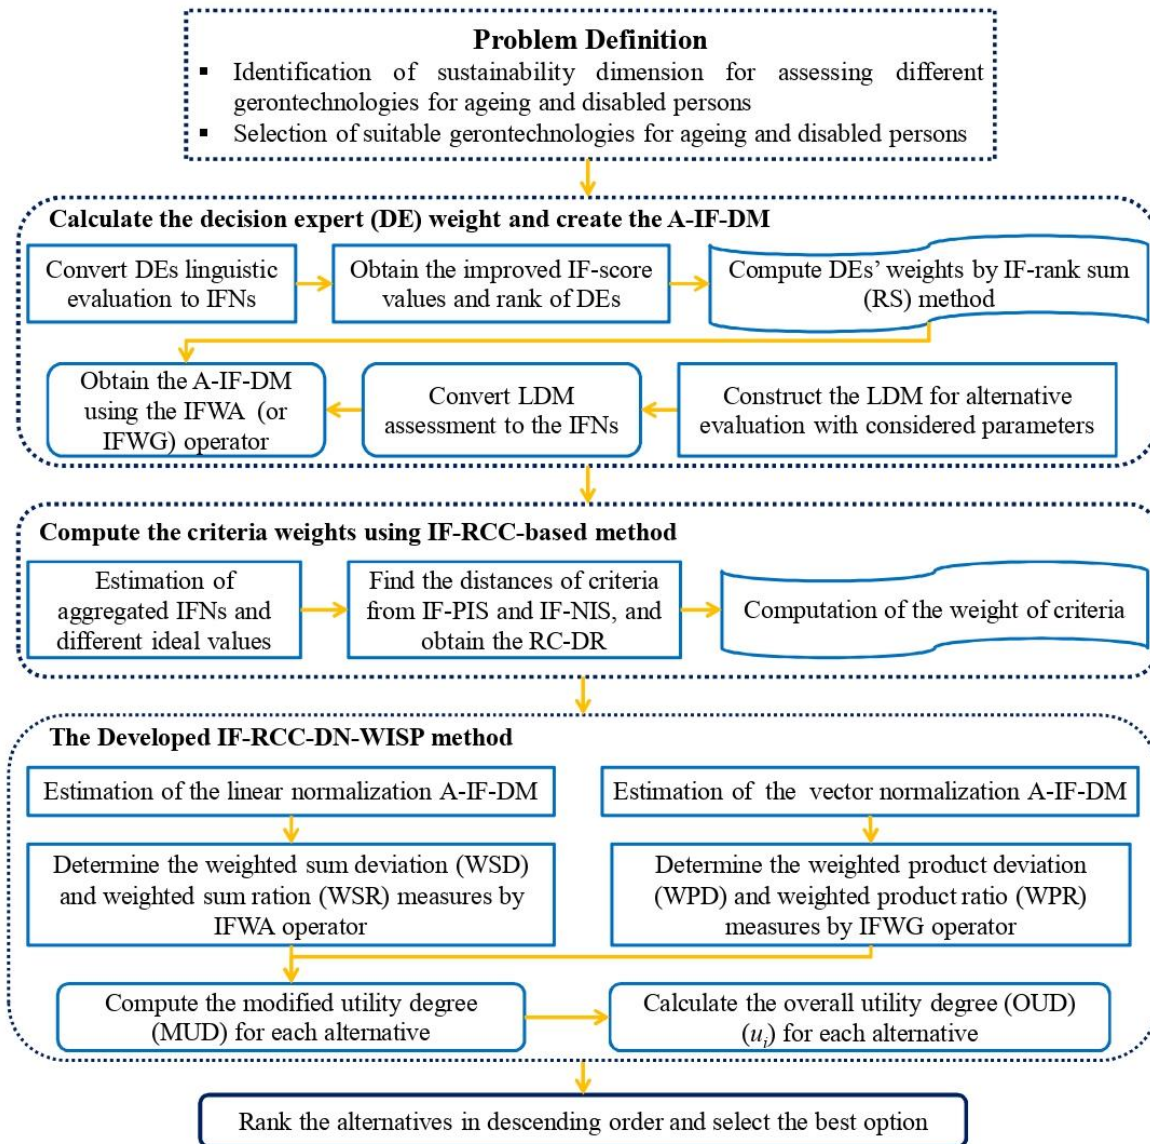 Problem Definition
▪ Identification of sustainability dimension for assessing different
gerontechnologies for ageing and disabled persons
▪ Selection of suitable gerontechnologies for ageing and disabled persons
Calculate the decision expert (DE) weight and create the A-IF-DM
Convert DEs linguistic
evaluation to IFNs
Obtain the improved IF-score
values and rank of DEs
Compute DEs' weights by IF-rank sum
(RS) method
Obtain the A-IF-DM
using the IFWA (or
IFWG) operator
Convert LDM
assessment to the IFNs
Construct the LDM for alternative
evaluation with considered parameters
Compute the criteria weights using IF-RCC-based method
Estimation of
aggregated IFNs and
different ideal values
Find the distances of criteria
from IF-PIS and IF-NIS, and
obtain the RC-DR
Computation of the weight of criteria
The Developed IF-RCC-DN-WISP method
Estimation of the linear normalization A-IF-DM
Estimation of the vector normalization A-IF-DM
Determine the weighted sum deviation (WSD)
and weighted sum ration (WSR) measures by
IFWA operator
Determine the weighted product deviation
(WPD) and weighted product ratio (WPR)
measures by IFWG operator
Compute the modified utility degree
(MUD) for each alternative
Calculate the overall utility degree (OUD)
(u_i) for each alternative
Rank the alternatives in descending order and select the best option